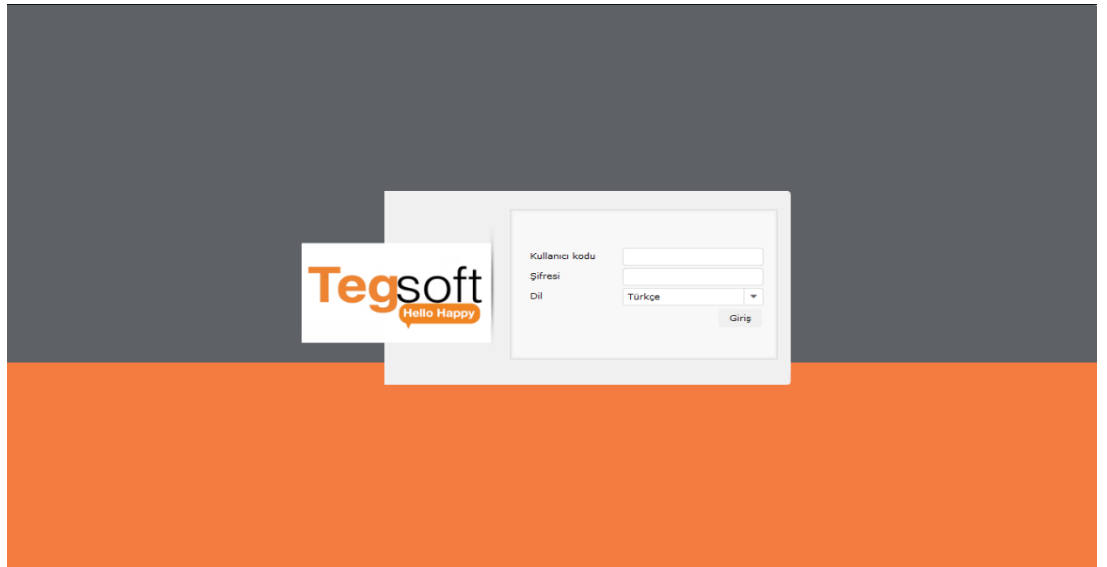 Tegsoft
Hello Happy
Kullanıcı kodu
Şifresi
Dil
Türkçe
Giriş